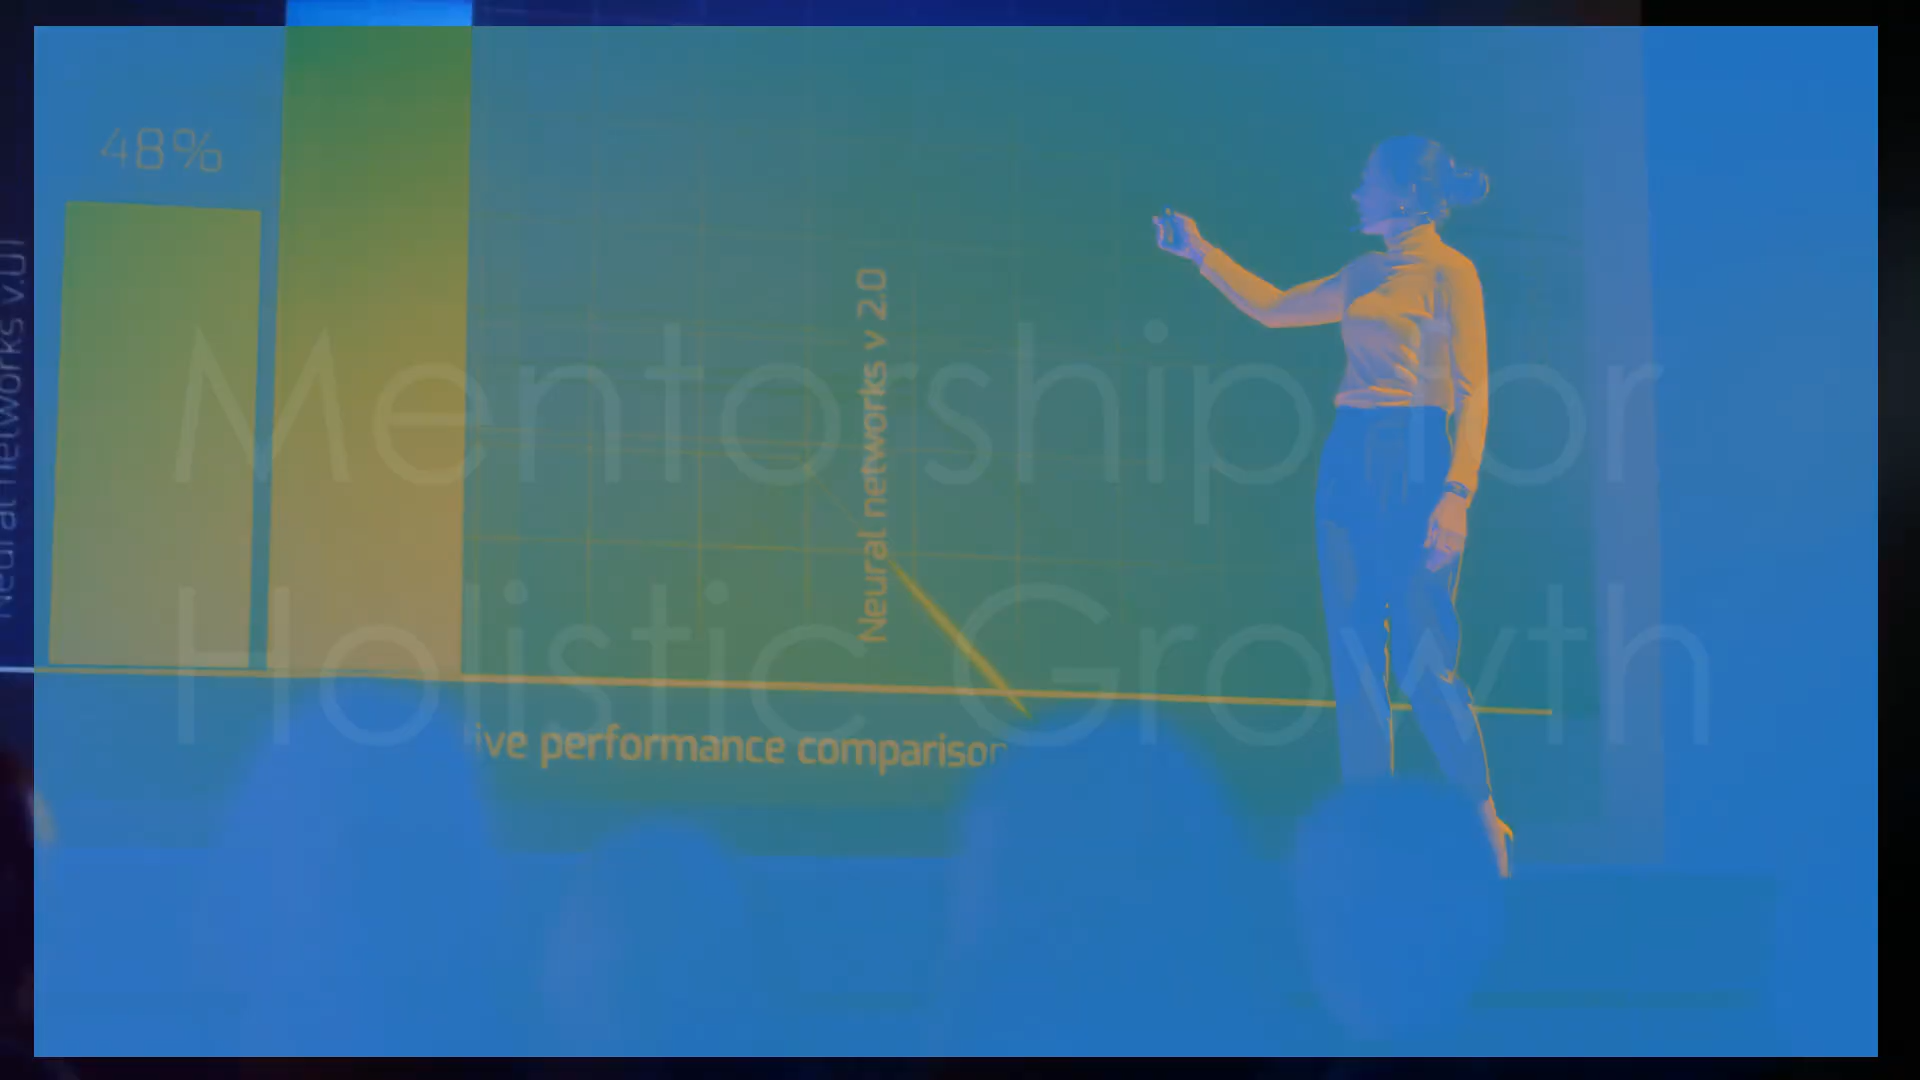 48%
Neural networks v.01
Neural networks v 2.0
Mentorship for
Holistic Growth
ive performance comparison